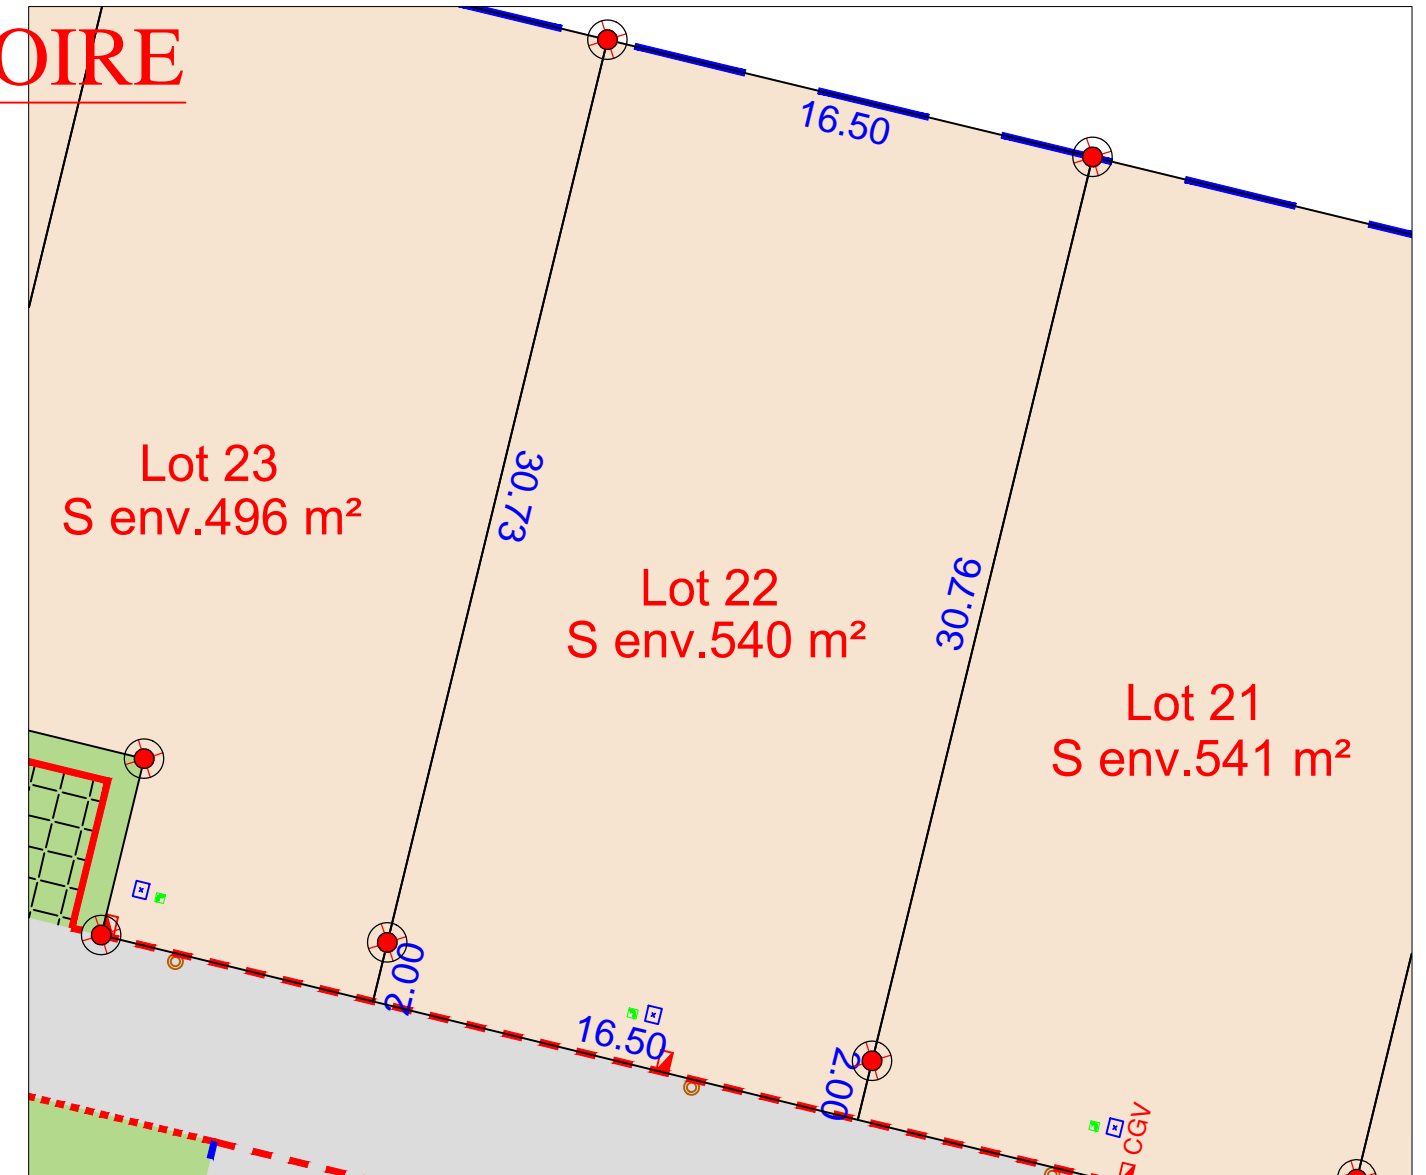 OIRE
16.50
Lot 23
S env.496 m²
30.73
Lot 22
S env.540 m²
30.76
Lot 21
S env.541 m²
2.00
16.50
2.00
CGV